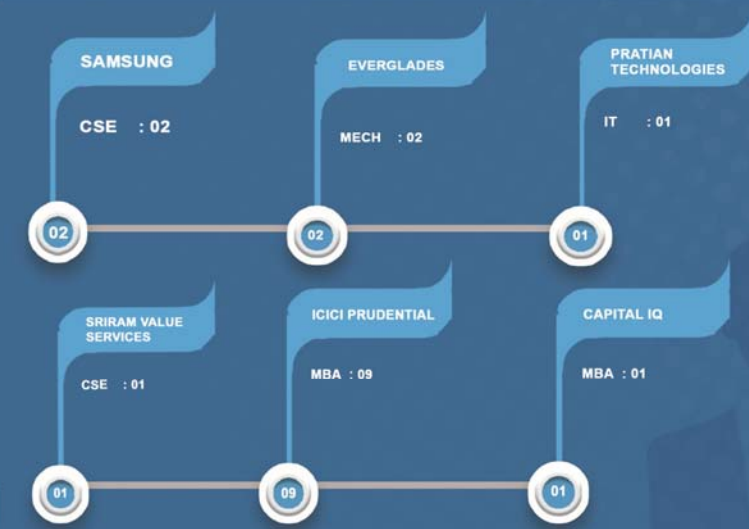 SAMSUNG
EVERGLADES
PRATIAN
TECHNOLOGIES
CSE : 02
MECH : 02
IT : 01
02
02
01
SRIRAM VALUE
SERVICES
ICICI PRUDENTIAL
CAPITAL IQ
CSE : 01
MBA : 09
MBA : 01
01
09
01